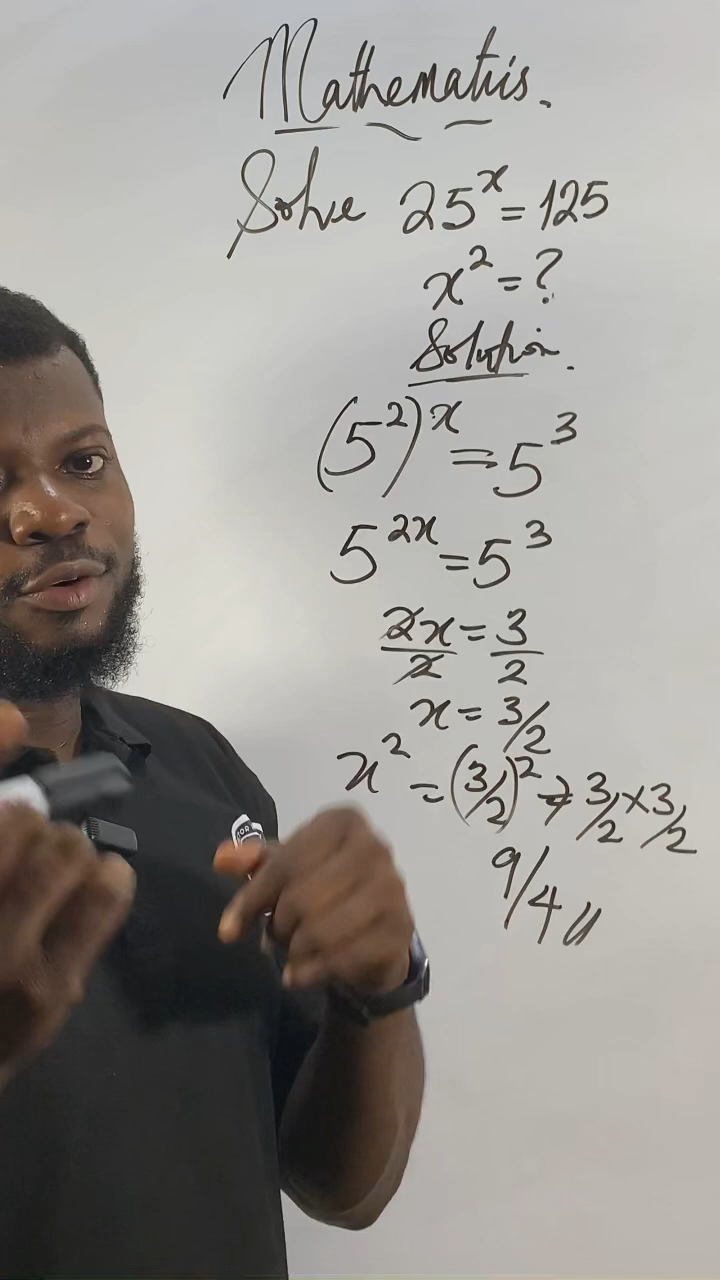 Mathematics.
Solve 25^x = 125
x^2 = ?
Solution.
(5^2)^x = 5^3
5^2x = 5^3
2x/2 = 3/2
x = 3/2
x^2 = (3/2)^2 → 3/2 × 3/2
9/4 //